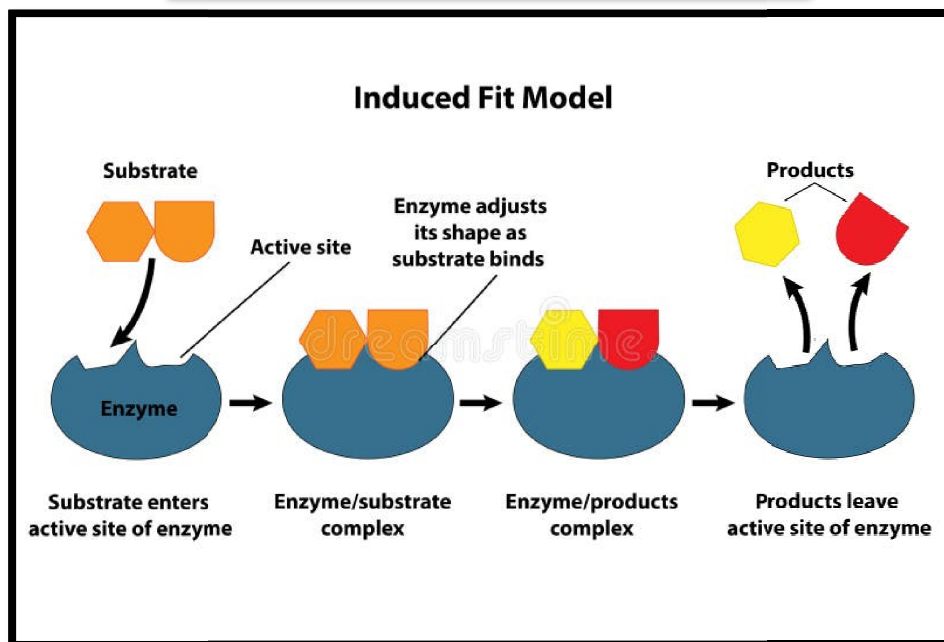 Induced Fit Model
Substrate
Products
Enzyme adjusts
its shape as
substrate binds
Active site
dreamstime
Enzyme
Substrate enters
active site of enzyme
Enzyme/substrate
complex
Enzyme/products
complex
Products leave
active site of enzyme